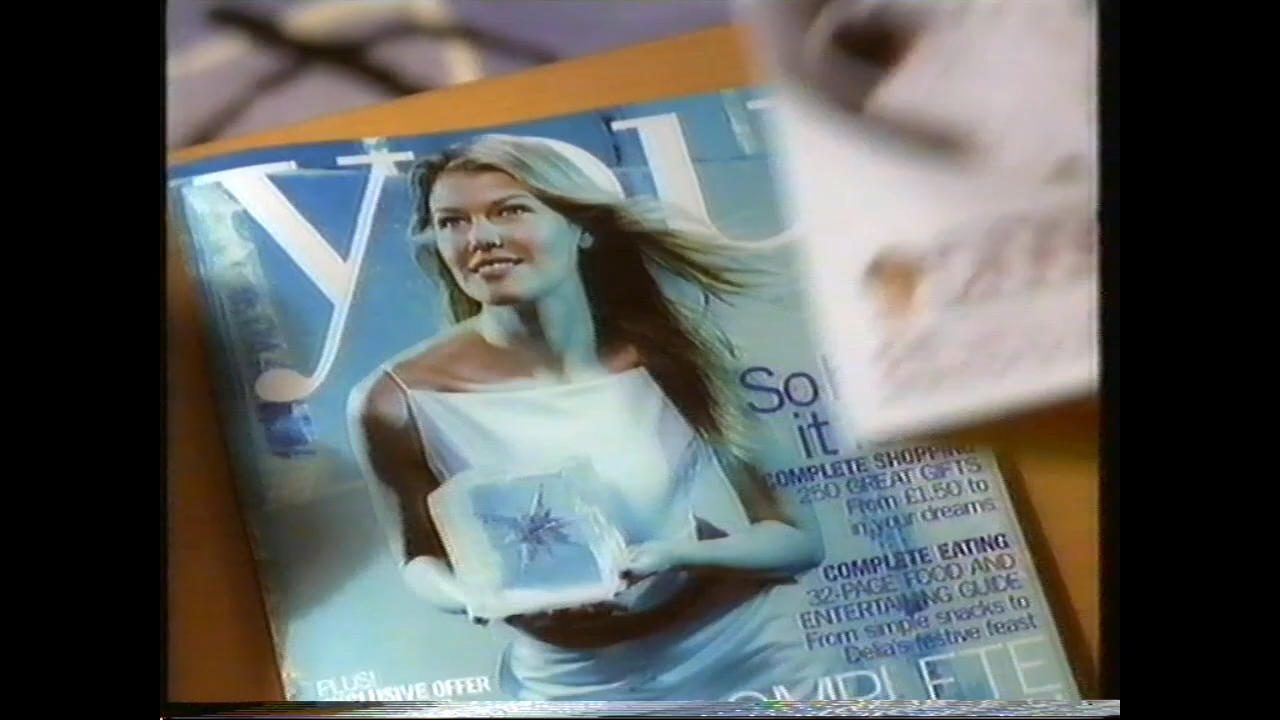 you
So
it
COMPLETE SHOPPING
250 GREAT GIFTS
From £1.50 to
in your dreams
COMPLETE EATING
32-PAGE FOOD AND
ENTERTAINING GUIDE
From simple snacks to
Delia's festive feast
PLUS!
EXCLUSIVE OFFER
COMPLETE